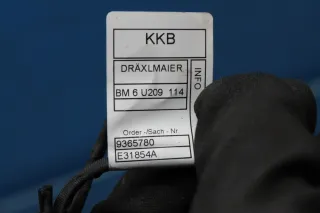 KKB
DRÄXLMAIER
BM 6 U209 114
INFO
Order -/Sach - Nr.
9365780
E31854A